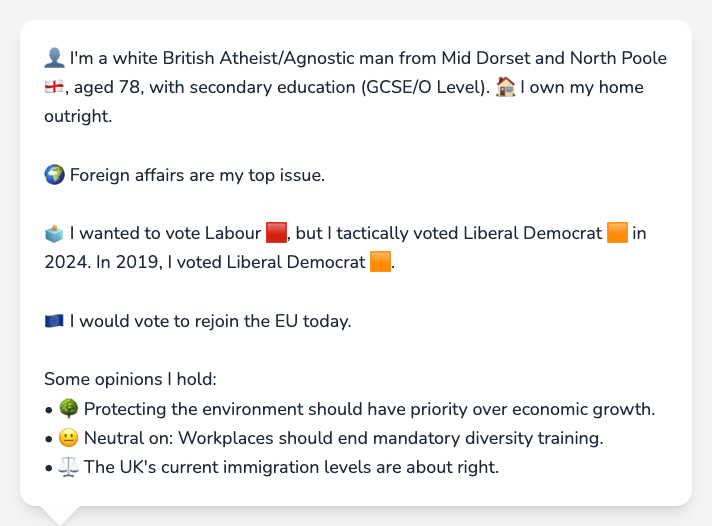 👤 I'm a white British Atheist/Agnostic man from Mid Dorset and North Poole
🏴󠁧󠁢󠁥󠁮󠁧󠁿, aged 78, with secondary education (GCSE/O Level). 🏠 I own my home
outright.
🌍 Foreign affairs are my top issue.
🗳️ I wanted to vote Labour 🟥, but I tactically voted Liberal Democrat 🟧 in
2024. In 2019, I voted Liberal Democrat 🟧.
🇪🇺 I would vote to rejoin the EU today.
Some opinions I hold:
• 🌳 Protecting the environment should have priority over economic growth.
• 😐 Neutral on: Workplaces should end mandatory diversity training.
• ⚖️ The UK's current immigration levels are about right.